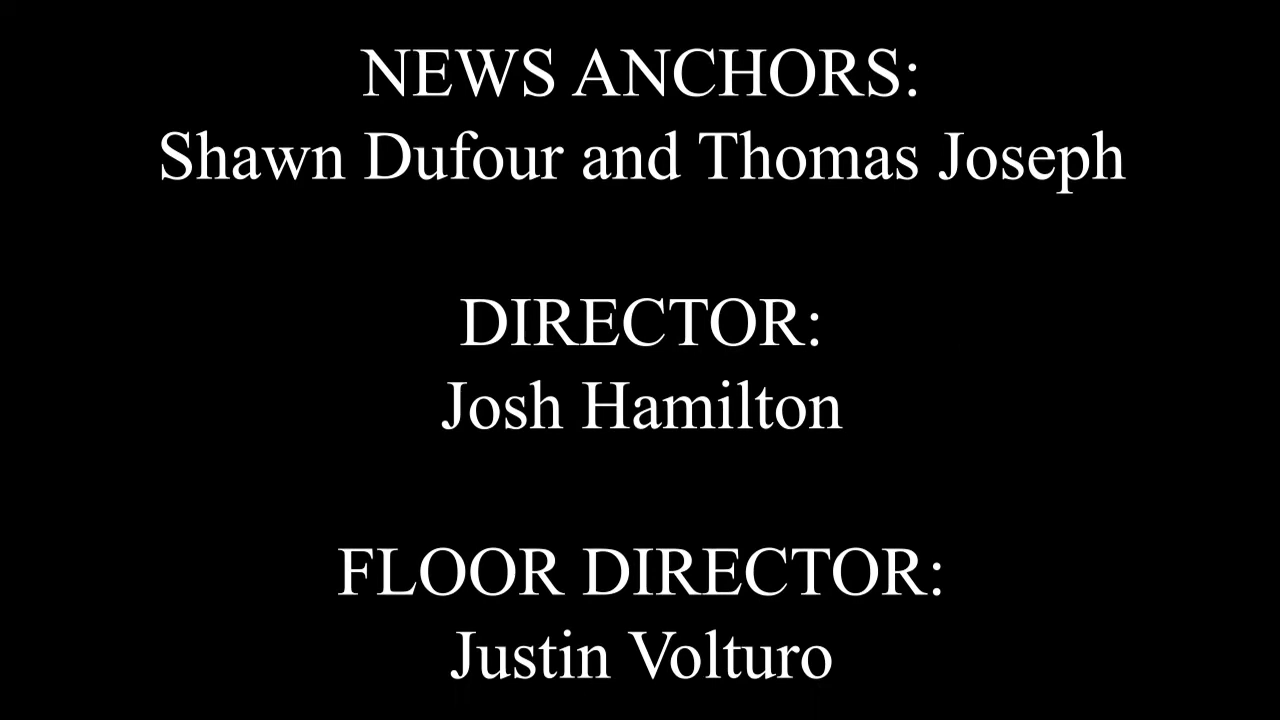 NEWS ANCHORS:
Shawn Dufour and Thomas Joseph
DIRECTOR:
Josh Hamilton
FLOOR DIRECTOR:
Justin Volturo